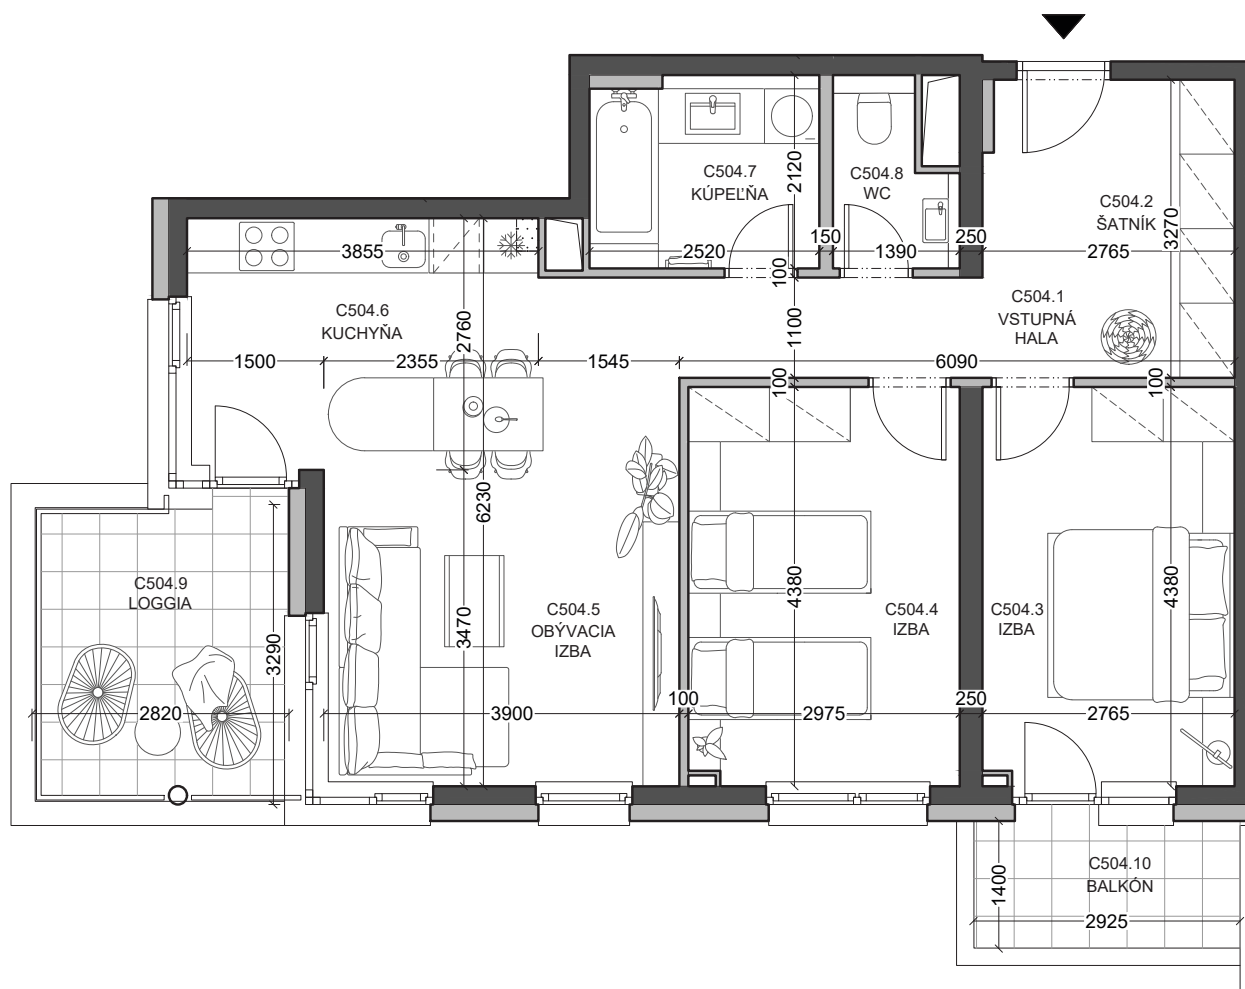 C504.7
KÚPEĽŇA
2120
C504.8
WC
C504.2
ŠATNÍK
3270
3855
2520
150
1390
250
2765
100
C504.6
KUCHYŇA
2760
1100
C504.1
VSTUPNÁ
HALA
1500
2355
1545
6090
100
100
6230
C504.9
LOGGIA
3290
3470
C504.5
OBÝVACIA
IZBA
4380
C504.4
IZBA
C504.3
IZBA
4380
2820
3900
100
2975
250
2765
C504.10
BALKÓN
1400
2925